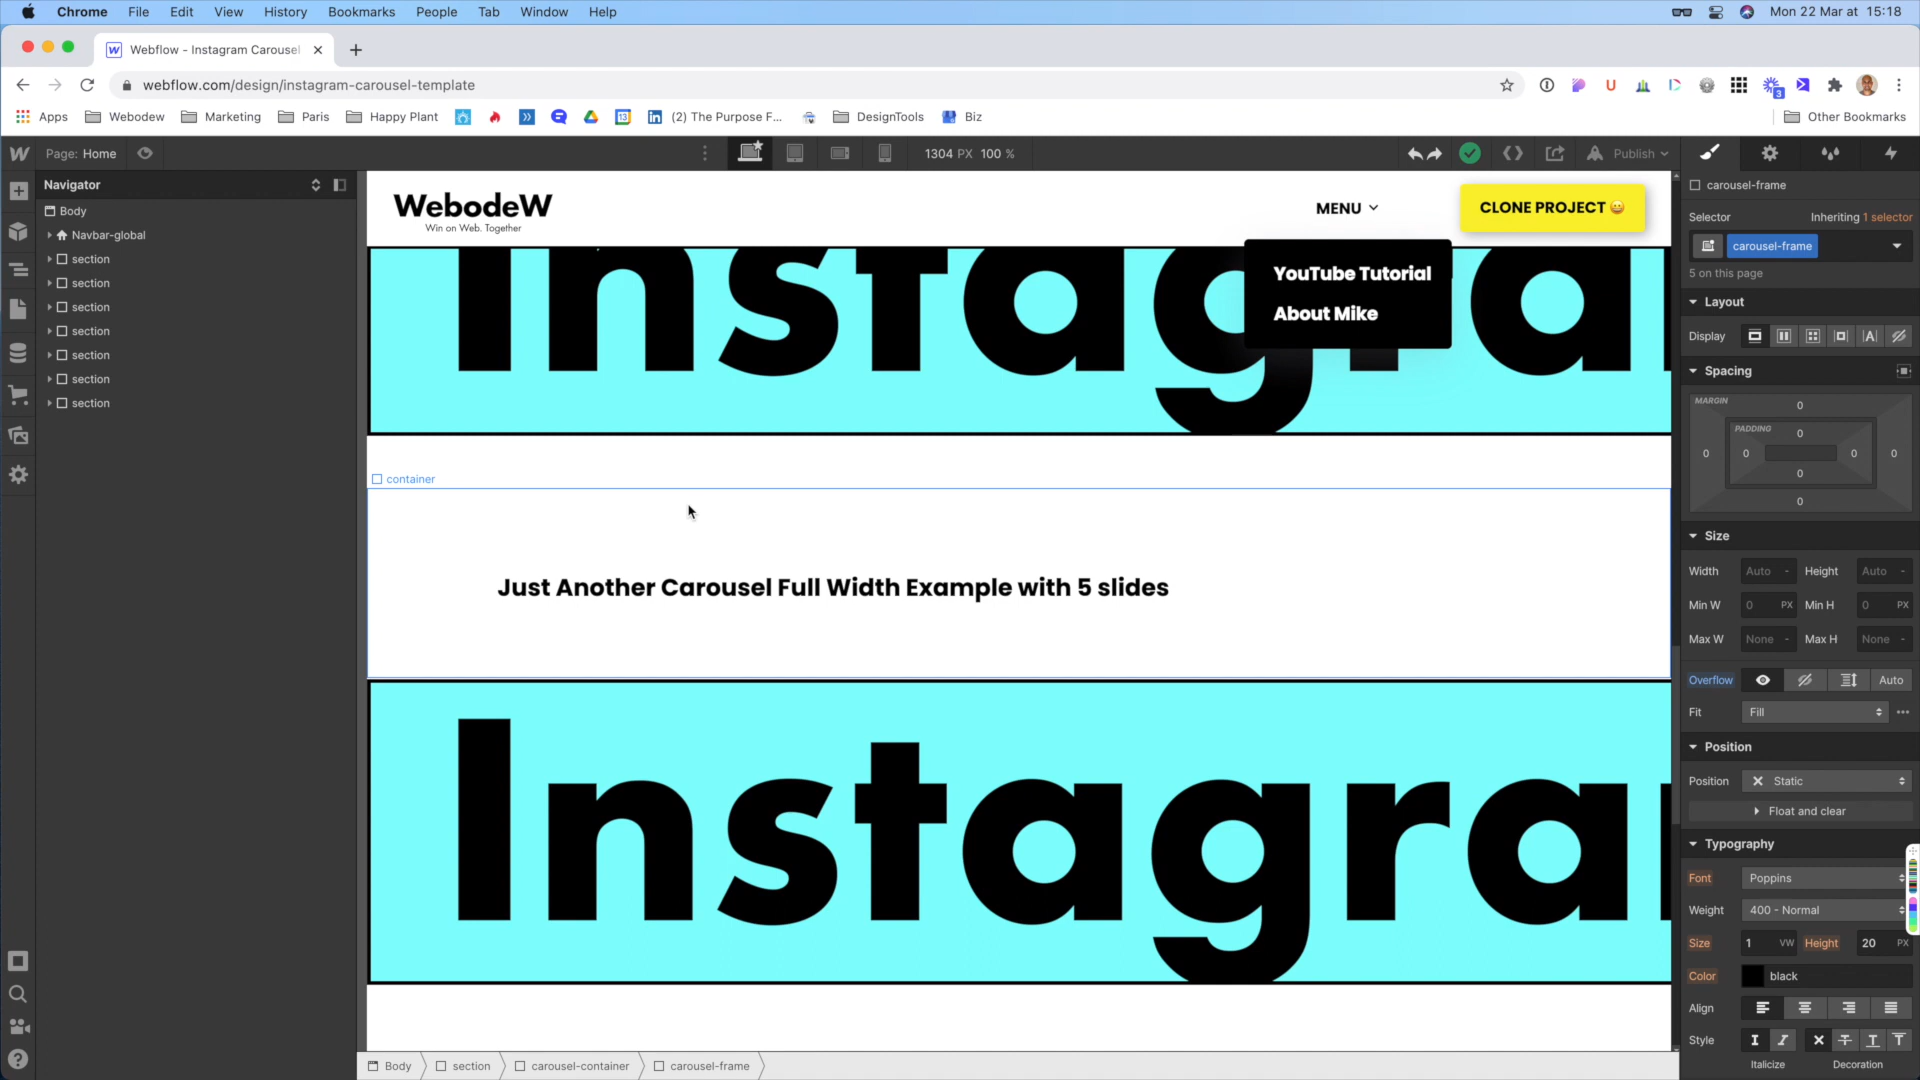 Chrome File Edit View History Bookmarks People Tab Window Help
Mon 22 Mar at 15:18
Webflow - Instagram Carousel
webflow.com/design/instagram-carousel-template
3
Apps Webodew Marketing Paris Happy Plant 13 (2) The Purpose F... DesignTools Biz Other Bookmarks
Page: Home
1304 PX 100 %
Publish
Navigator
Body
Navbar-global
section
section
section
section
section
section
section
WebodeW
Win on Web. Together
MENU
CLONE PROJECT
YouTube Tutorial
About Mike
Instagra
container
Just Another Carousel Full Width Example with 5 slides
Instagra
Body section carousel-container carousel-frame
carousel-frame
Selector Inheriting 1 selector
carousel-frame
5 on this page
Layout
Display
Spacing
MARGIN
0
PADDING
0
0 0 0 0
0
0
Size
Width Auto - Height Auto -
Min W 0 PX Min H 0 PX
Max W None - Max H None -
Overflow Auto
Fit Fill
Position
Position Static
Float and clear
Typography
Font Poppins
Weight 400 - Normal
Size 1 VW Height 20 PX
Color black
Align
Style
Italicize Decoration